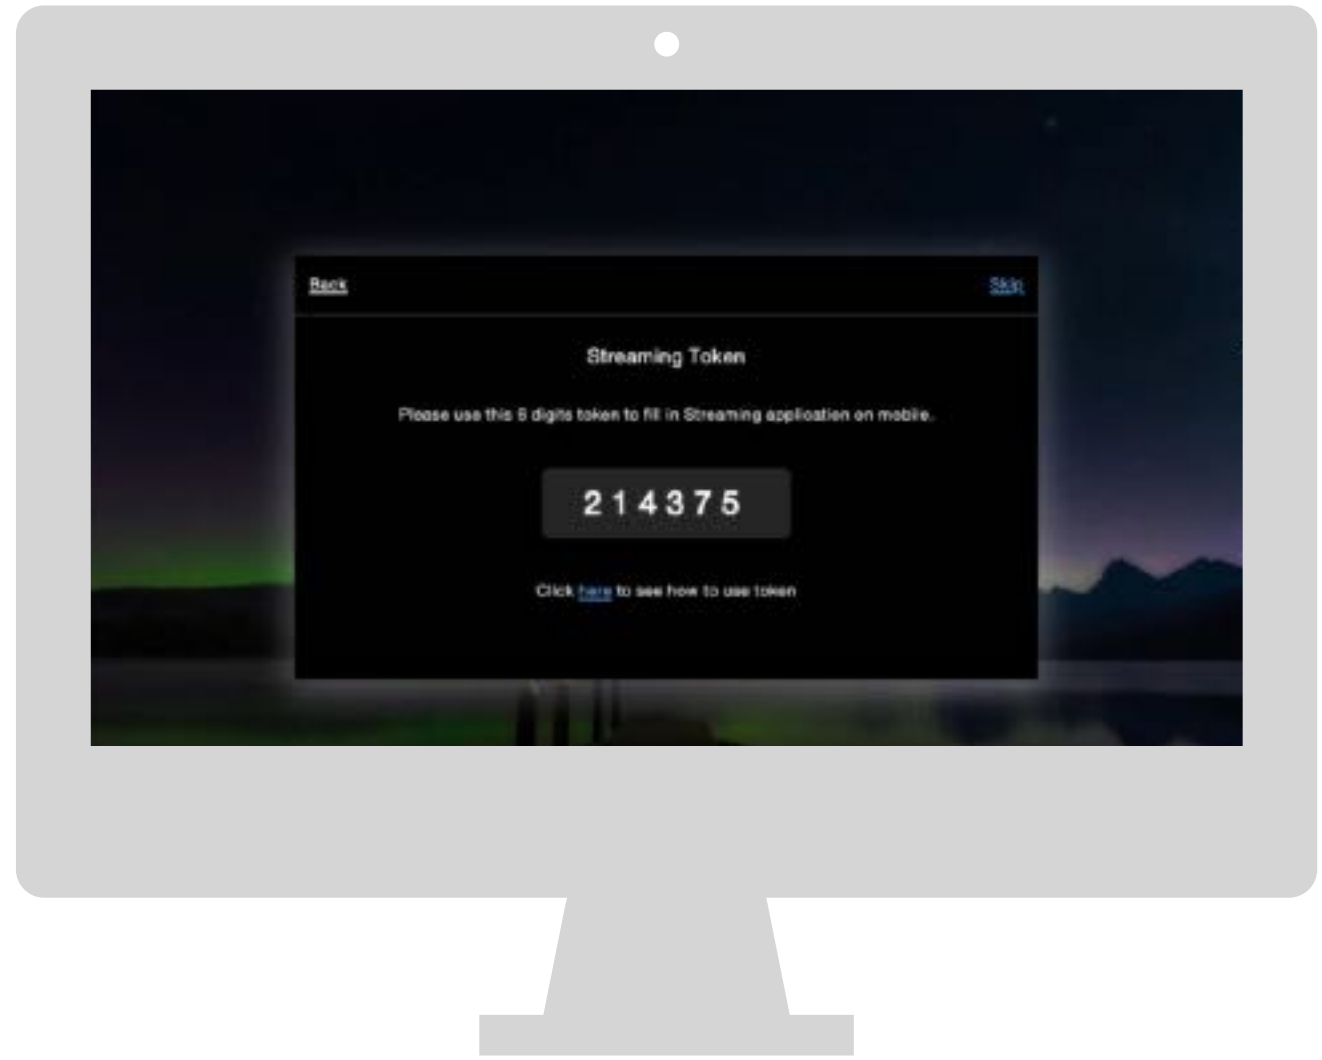 Back
Skip
Streaming Token
Please use this 6 digits token to fill in Streaming application on mobile.
214375
Click here to see how to use token